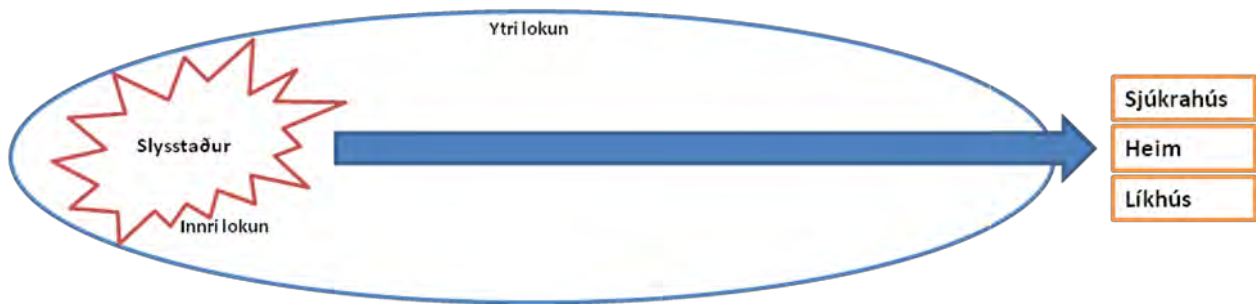 Ytri lokun
Slysstaður
Innri lokun
Sjúkrahús
Heim
Líkhús